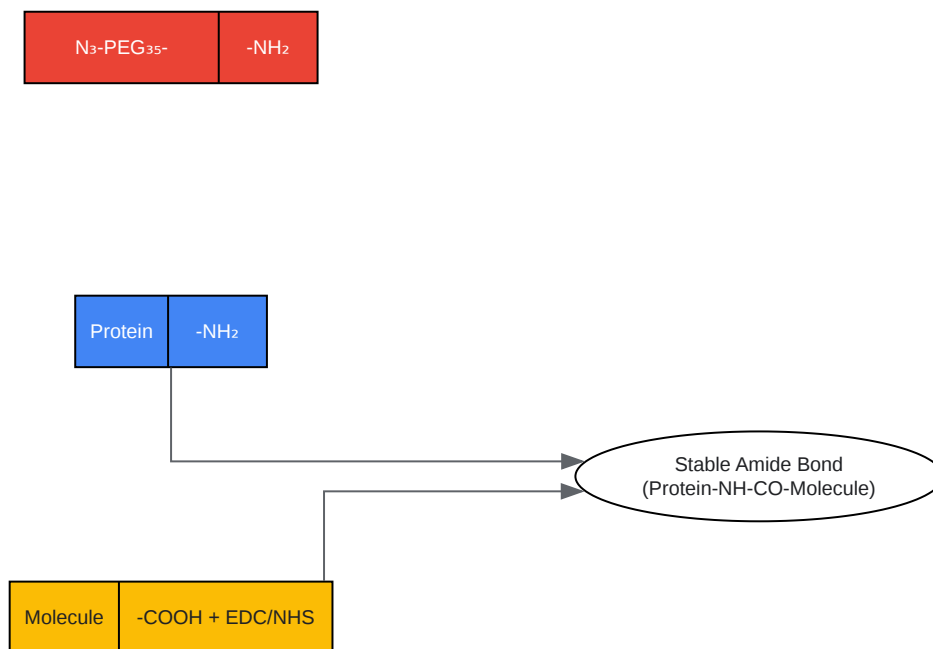 N₃-PEG₃₅- -NH₂
Protein -NH₂
Stable Amide Bond
(Protein-NH-CO-Molecule)
Molecule -COOH + EDC/NHS